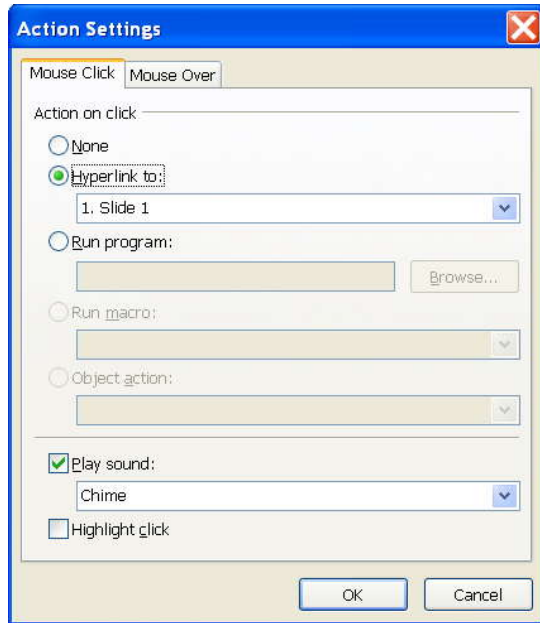 Action Settings
Mouse Click Mouse Over
Action on click
None
Hyperlink to:
1. Slide 1
Run program:
Browse...
Run macro:
Object action:
Play sound:
Chime
Highlight click
OK Cancel